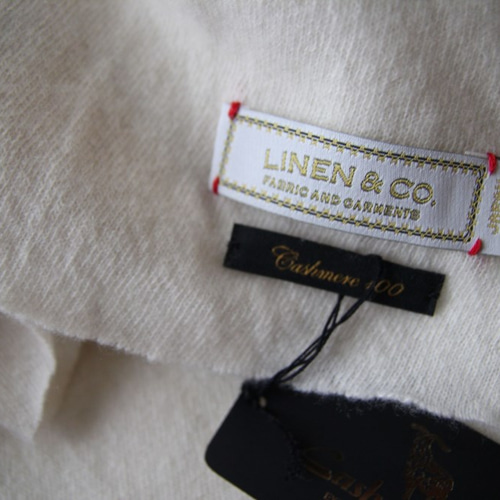 LINEN & CO.
FABRIC AND GARMENTS
Cashmere 100